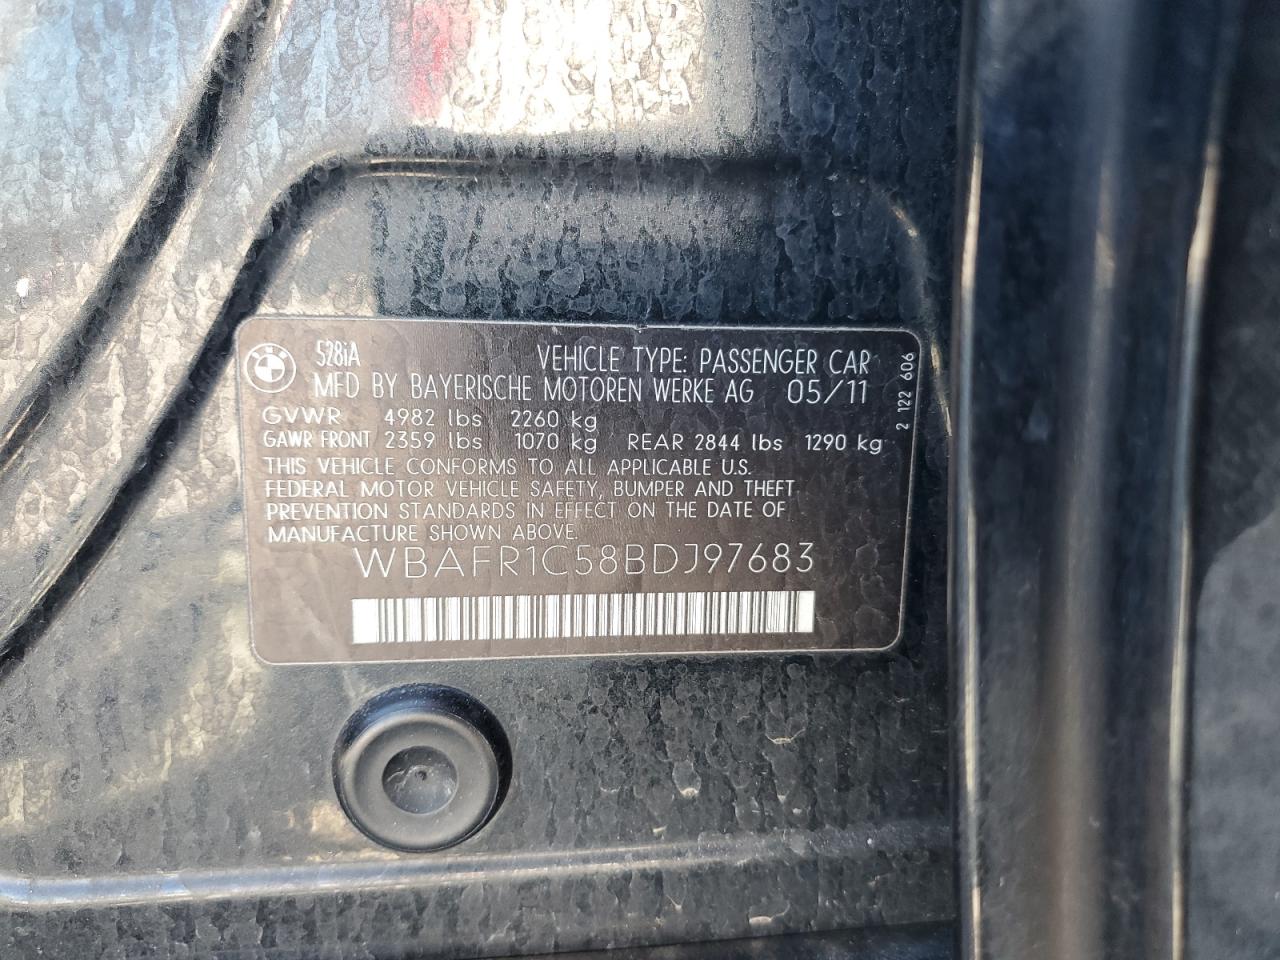 528iA
VEHICLE TYPE: PASSENGER CAR
MFD BY BAYERISCHE MOTOREN WERKE AG 05/11
GVWR 4982 lbs 2260 kg
GAWR FRONT 2359 lbs 1070 kg REAR 2844 lbs 1290 kg
THIS VEHICLE CONFORMS TO ALL APPLICABLE U.S.
FEDERAL MOTOR VEHICLE SAFETY, BUMPER AND THEFT
PREVENTION STANDARDS IN EFFECT ON THE DATE OF
MANUFACTURE SHOWN ABOVE.
WBAFR1C58BDJ97683
2 122 606